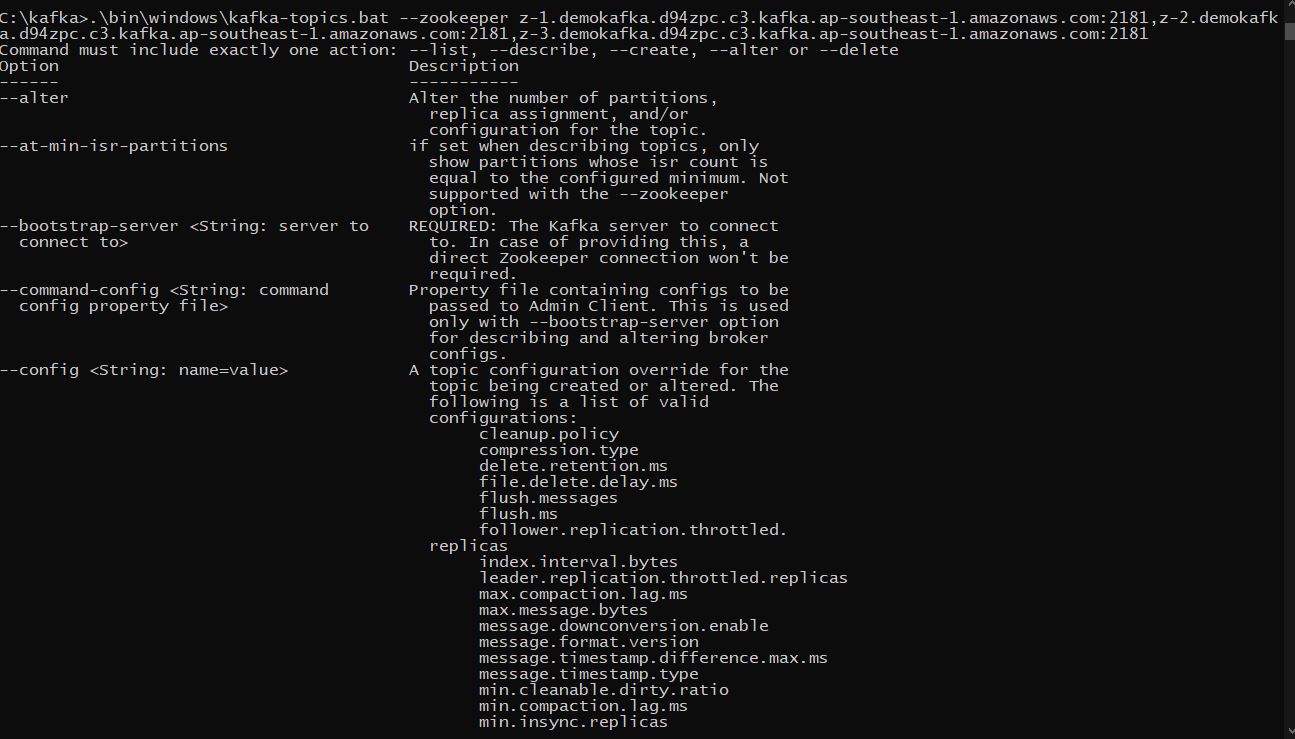 C:\kafka>.\bin\windows\kafka-topics.bat --zookeeper z-1.demokafka.d94zpc.c3.kafka.ap-southeast-1.amazonaws.com:2181,z-2.demokafk
a.d94zpc.c3.kafka.ap-southeast-1.amazonaws.com:2181,z-3.demokafka.d94zpc.c3.kafka.ap-southeast-1.amazonaws.com:2181
Command must include exactly one action: --list, --describe, --create, --alter or --delete
Option Description
------ -----------
--alter Alter the number of partitions,
replica assignment, and/or
configuration for the topic.
--at-min-isr-partitions if set when describing topics, only
show partitions whose isr count is
equal to the configured minimum. Not
supported with the --zookeeper
option.
--bootstrap-server <String: server to REQUIRED: The Kafka server to connect
connect to> to. In case of providing this, a
direct Zookeeper connection won't be
required.
--command-config <String: command Property file containing configs to be
config property file> passed to Admin Client. This is used
only with --bootstrap-server option
for describing and altering broker
configs.
--config <String: name=value> A topic configuration override for the
topic being created or altered. The
following is a list of valid
configurations:
cleanup.policy
compression.type
delete.retention.ms
file.delete.delay.ms
flush.messages
flush.ms
follower.replication.throttled.
replicas
index.interval.bytes
leader.replication.throttled.replicas
max.compaction.lag.ms
max.message.bytes
message.downconversion.enable
message.format.version
message.timestamp.difference.max.ms
message.timestamp.type
min.cleanable.dirty.ratio
min.compaction.lag.ms
min.insync.replicas